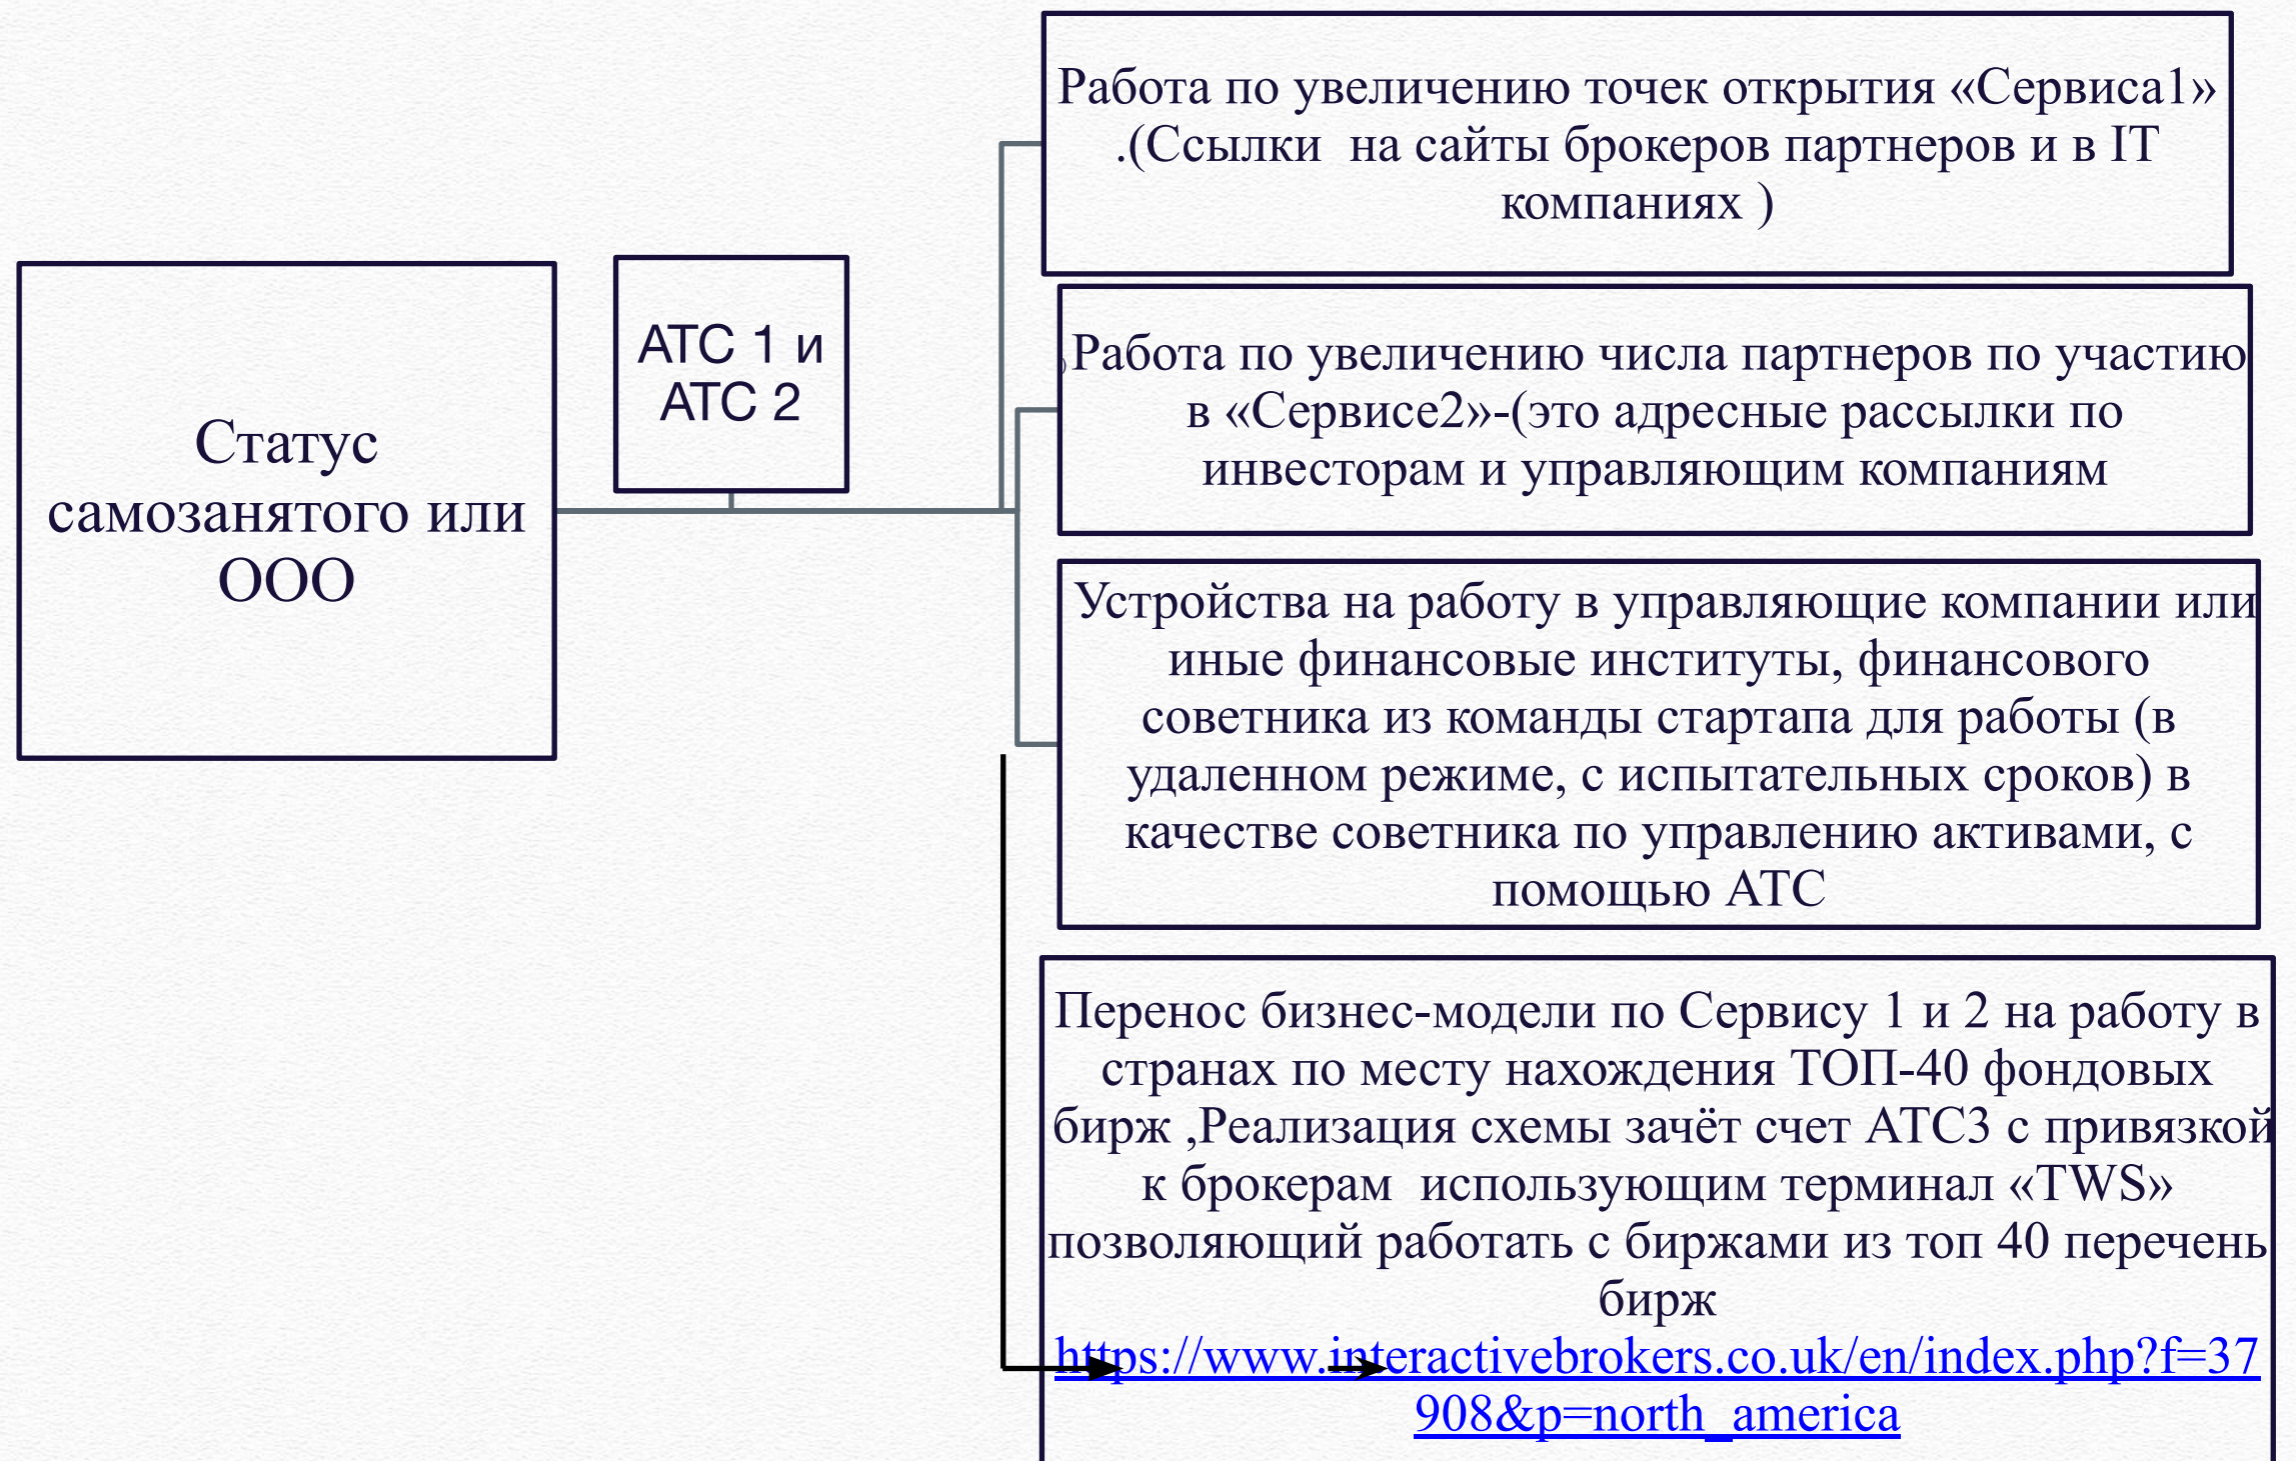 Статус
самозанятого или
ООО
АТС 1 и
АТС 2
Работа по увеличению точек открытия «Сервиса1»
.(Ссылки  на сайты брокеров партнеров и в IT
компаниях )
)Работа по увеличению числа партнеров по участию
в «Сервисе2»-(это адресные рассылки по
инвесторам и управляющим компаниям
Устройства на работу в управляющие компании или
иные финансовые институты, финансового
советника из команды стартапа для работы (в
удаленном режиме, с испытательных сроков) в
качестве советника по управлению активами, с
помощью АТС
Перенос бизнес-модели по Сервису 1 и 2 на работу в
странах по месту нахождения ТОП-40 фондовых
бирж ,Реализация схемы зачёт счет АТС3 с привязкой
к брокерам  использующим терминал «TWS»
позволяющий работать с биржами из топ 40 перечень
бирж
https://www.interactivebrokers.co.uk/en/index.php?f=37
908&p=north_america